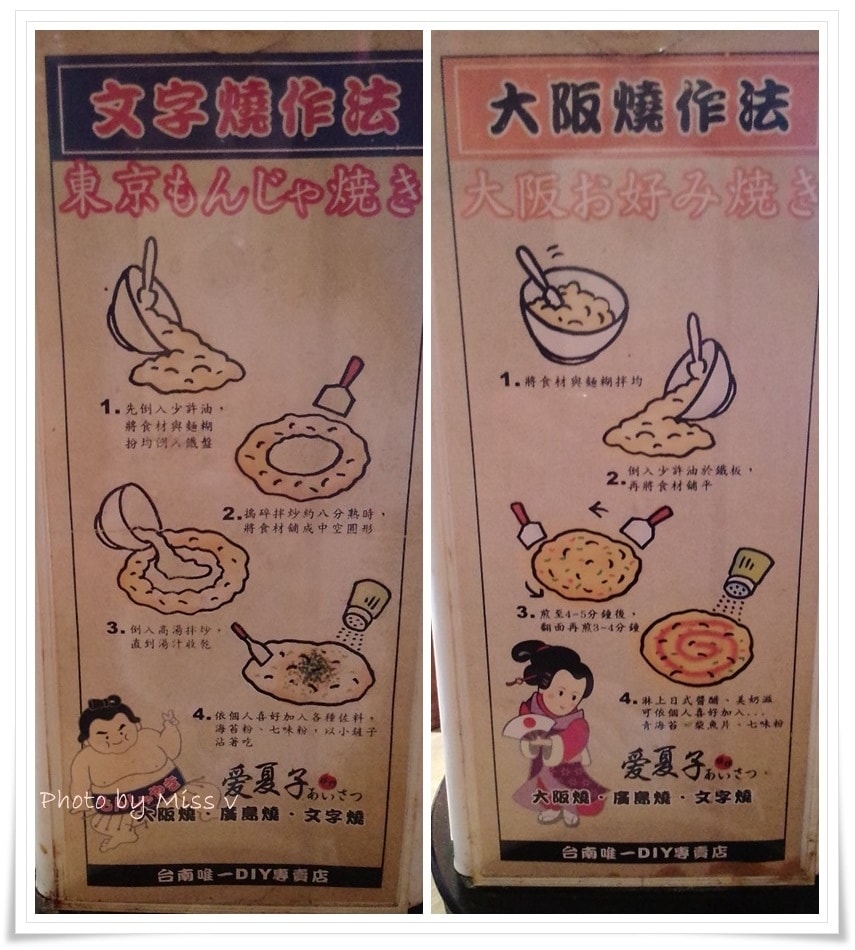 文字燒作法
東京もんじゃ焼き
1.先倒入少許油，
將食材與麵糊
扮均倒入鐵盤
2.搗碎拌炒約八分熟時，
將食材舖成中空圓形
3.倒入高湯拌炒，
直到湯汁收乾
4.依個人喜好加入各種佐料，
海苔粉、七味粉，以小鏟子
沾著吃
愛夏子
あいさつ
大阪燒·廣島燒·文字燒
台南唯一DIY專賣店
Photo by Miss V
大阪燒作法
大阪お好み焼き
1.將食材與麵糊拌均
2.倒入少許油於鐵板，
再將食材舖平
3.煎至4-5分鐘後，
翻面再煎3-4分鐘
4.淋上日式醬醋、美奶滋
可依個人喜好加入...
青海苔、柴魚片、七味粉
愛夏子
あいさつ
大阪燒·廣島燒·文字燒
台南唯一DIY專賣店